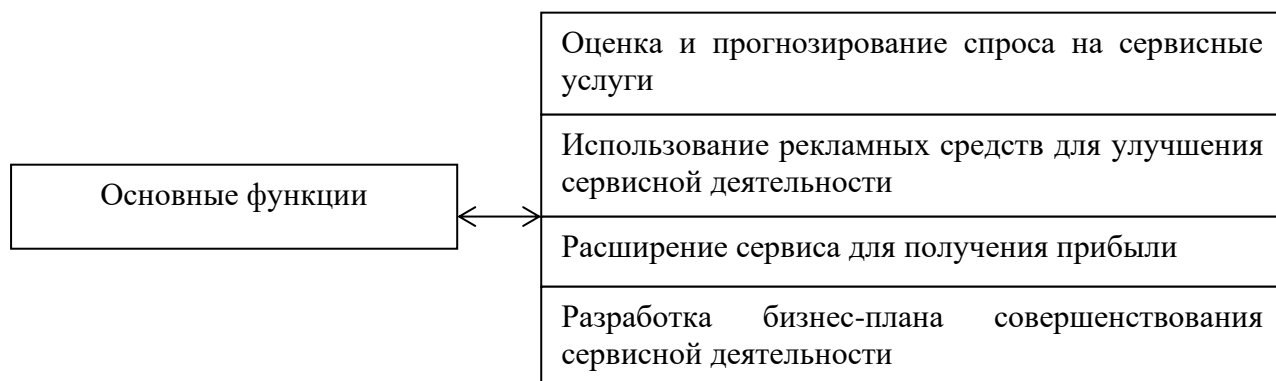 Оценка и прогнозирование спроса на сервисные
услуги
Использование рекламных средств для улучшения
сервисной деятельности
Основные функции
Расширение сервиса для получения прибыли
Разработка бизнес-плана совершенствования
сервисной деятельности